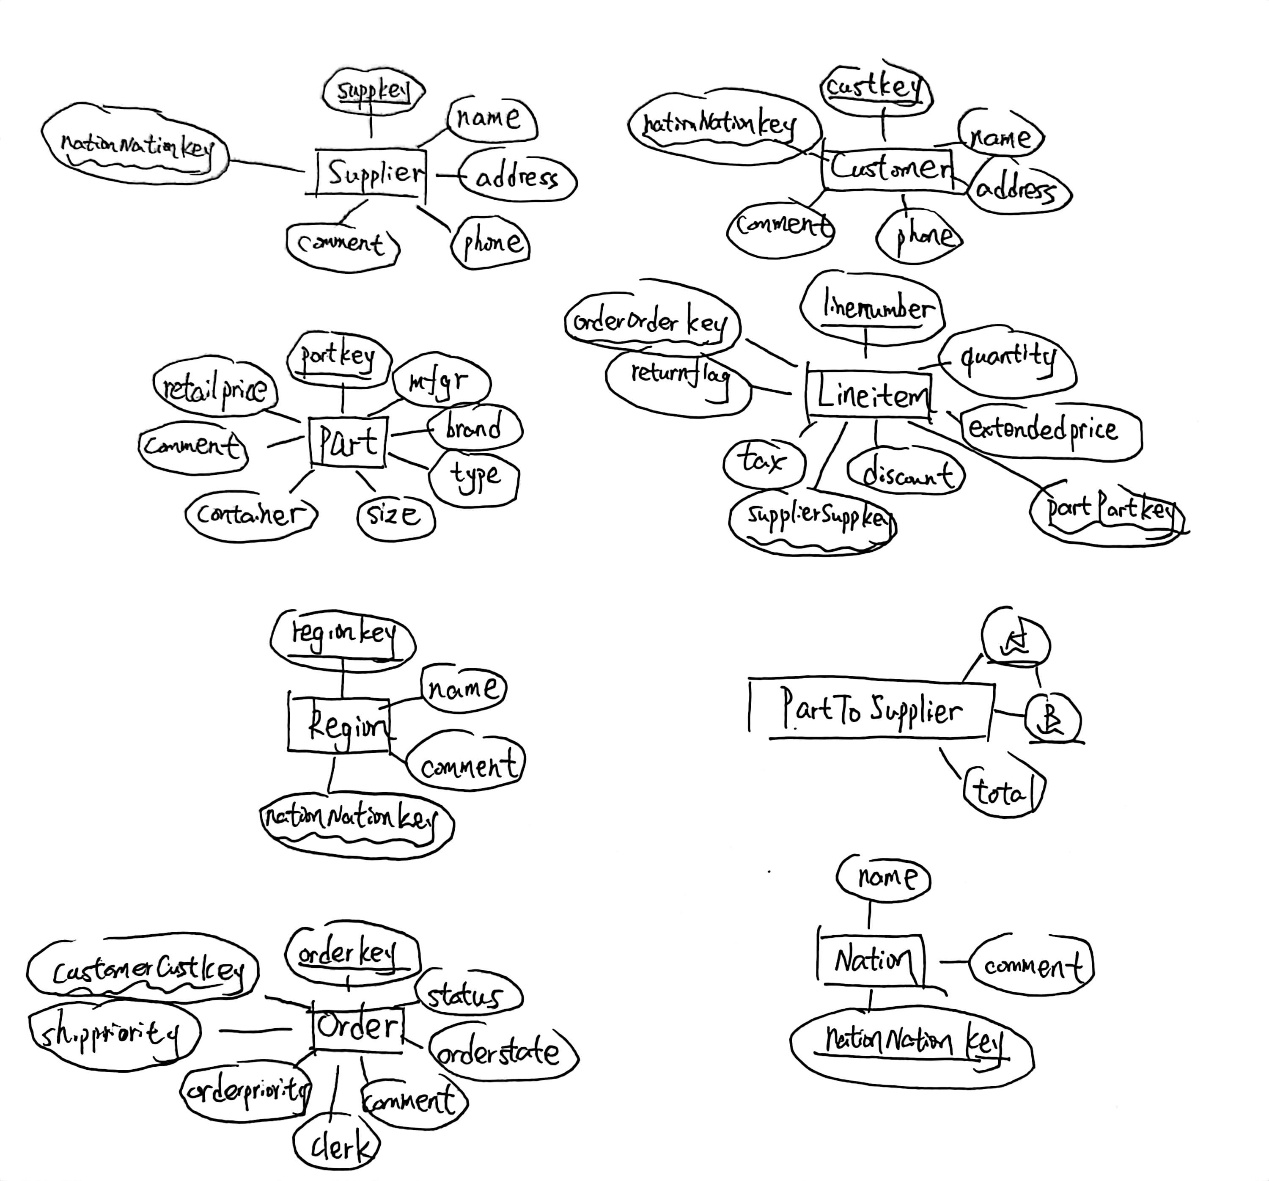 suppkey
nationNationkey
name
Supplier
address
comment
phone
custkey
nationNationkey
name
Customer
address
comment
phone
partkey
retailprice
mfgr
Part
brand
comment
type
container
size
linenumber
orderOrderkey
quantity
returnflag
Lineitem
extendedprice
tax
discount
supplierSuppkey
partPartkey
regionkey
name
Region
comment
nationNationkey
A
PartToSupplier
B
total
name
Nation
comment
nationNationkey
orderkey
customerCustkey
status
shippriority
Order
orderstate
orderpriority
comment
clerk